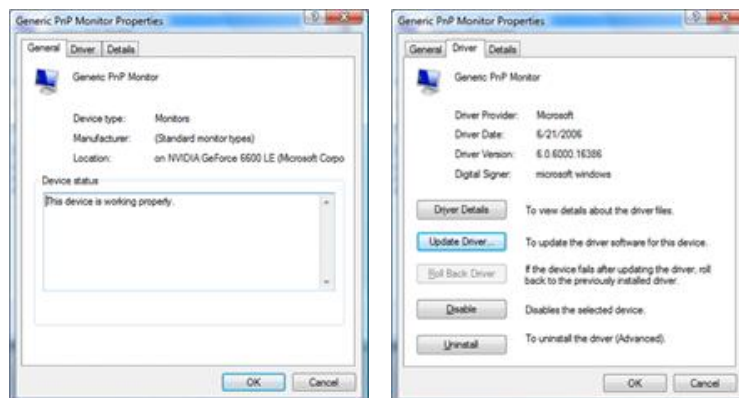 Generic PnP Monitor Properties
General Driver Details
Generic PnP Monitor
Device type: Monitors
Manufacturer: (Standard monitor types)
Location: on NVIDIA GeForce 6600 LE (Microsoft Corpo
Device status
This device is working properly.
OK Cancel
Generic PnP Monitor Properties
General Driver Details
Generic PnP Monitor
Driver Provider: Microsoft
Driver Date: 6/21/2006
Driver Version: 6.0.6000.16386
Digital Signer: microsoft windows
Driver Details To view details about the driver files.
Update Driver... To update the driver software for this device.
Roll Back Driver If the device fails after updating the driver, roll
back to the previously installed driver.
Disable Disables the selected device.
Uninstall To uninstall the driver (Advanced).
OK Cancel